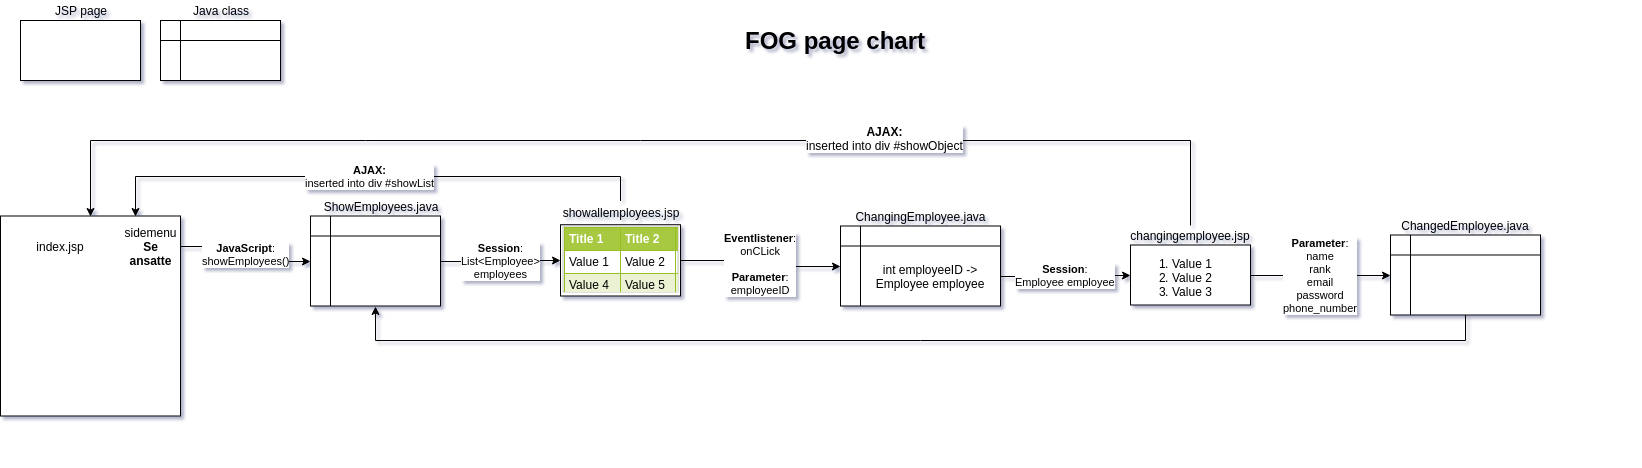 JSP page
Java class
FOG page chart
AJAX:
inserted into div #showObject
AJAX:
inserted into div #showList
index.jsp
sidemenu
Se
ansatte
JavaScript:
showEmployees()
ShowEmployees.java
Session:
List<Employee>
employees
showallemployees.jsp
Title 1 Title 2
Value 1 Value 2
Value 4 Value 5
Eventlistener:
onCLick
Parameter:
employeeID
ChangingEmployee.java
int employeeID ->
Employee employee
Session:
Employee employee
changingemployee.jsp
1. Value 1
2. Value 2
3. Value 3
Parameter:
name
rank
email
password
phone_number
ChangedEmployee.java